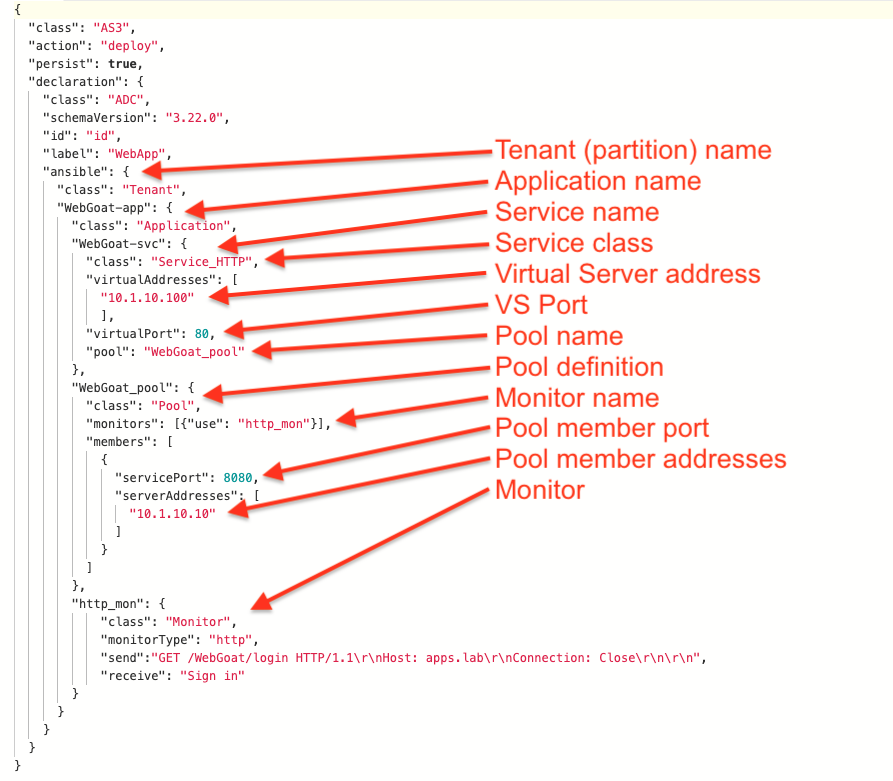 {
"class": "AS3",
"action": "deploy",
"persist": true,
"declaration": {
"class": "ADC",
"schemaVersion": "3.22.0",
"id": "id",
"label": "WebApp",
"ansible": {
"class": "Tenant",
"WebGoat-app": {
"class": "Application",
"WebGoat-svc": {
"class": "Service_HTTP",
"virtualAddresses": [
"10.1.10.100"
],
"virtualPort": 80,
"pool": "WebGoat_pool"
},
"WebGoat_pool": {
"class": "Pool",
"monitors": [{"use": "http_mon"}],
"members": [
{
"servicePort": 8080,
"serverAddresses": [
"10.1.10.10"
]
}
]
},
"http_mon": {
"class": "Monitor",
"monitorType": "http",
"send":"GET /WebGoat/login HTTP/1.1\r\nHost: apps.lab\r\nConnection: Close\r\n\r\n",
"receive": "Sign in"
}
}
}
}
}
Tenant (partition) name
Application name
Service name
Service class
Virtual Server address
VS Port
Pool name
Pool definition
Monitor name
Pool member port
Pool member addresses
Monitor